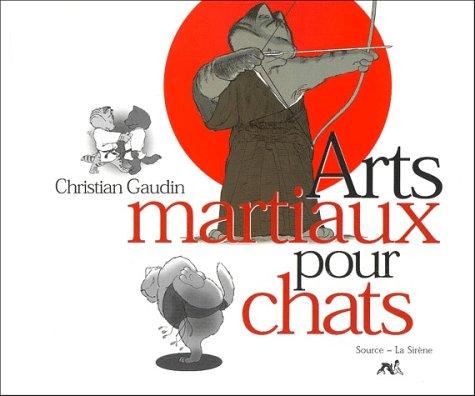 Christian Gaudin
Arts
martiaux
pour
chats
Source – La Sirène